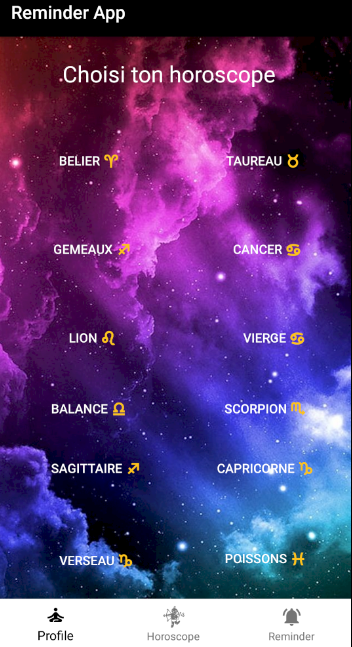 Reminder App
Choisi ton horoscope
BELIER ♈ TAUREAU ♉
GEMEAUX ♐ CANCER ♋
LION ♌ VIERGE ♋
BALANCE ♎ SCORPION ♏
SAGITTAIRE ♐ CAPRICORNE ♑
VERSEAU ♑ POISSONS ♓
Profile Horoscope Reminder